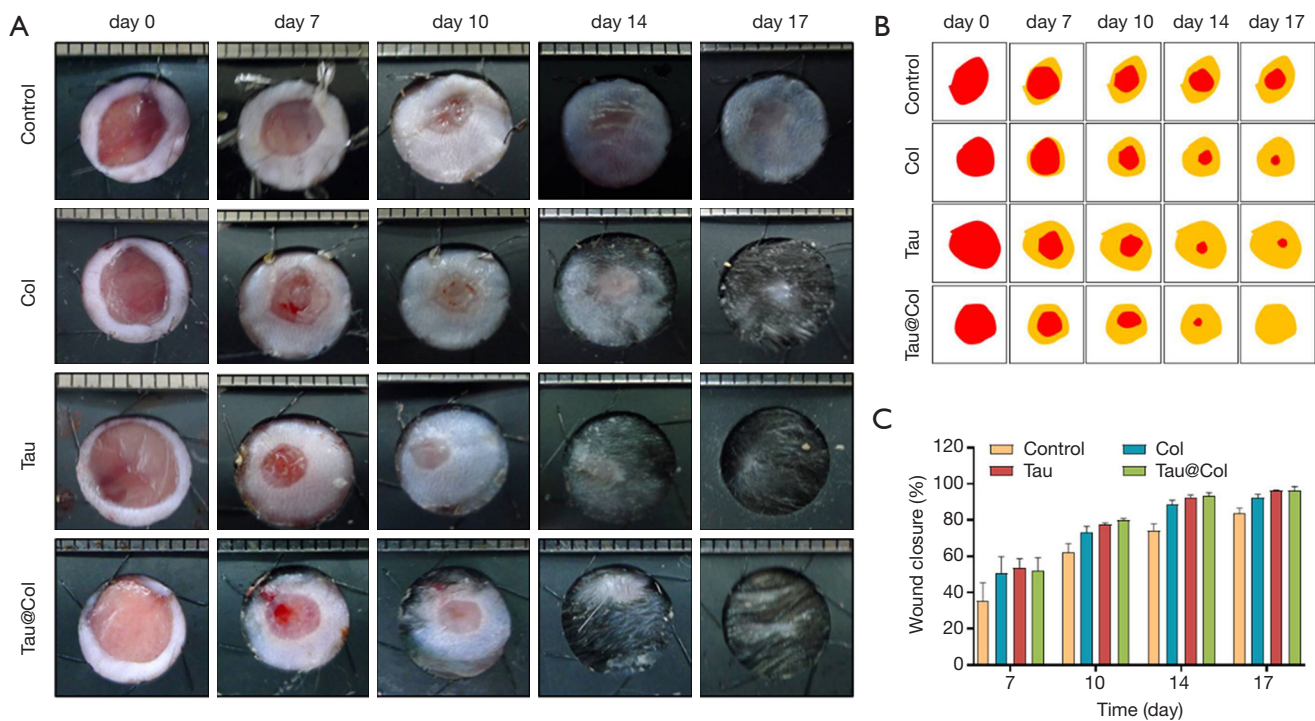 A
day 0 day 7 day 10 day 14 day 17
Control
Col
Tau
Tau@Col
B
day 0 day 7 day 10 day 14 day 17
Control
Col
Tau
Tau@Col
C
120
100
80
60
40
20
0
Wound closure (%)
Control Col
Tau Tau@Col
7 10 14 17
Time (day)